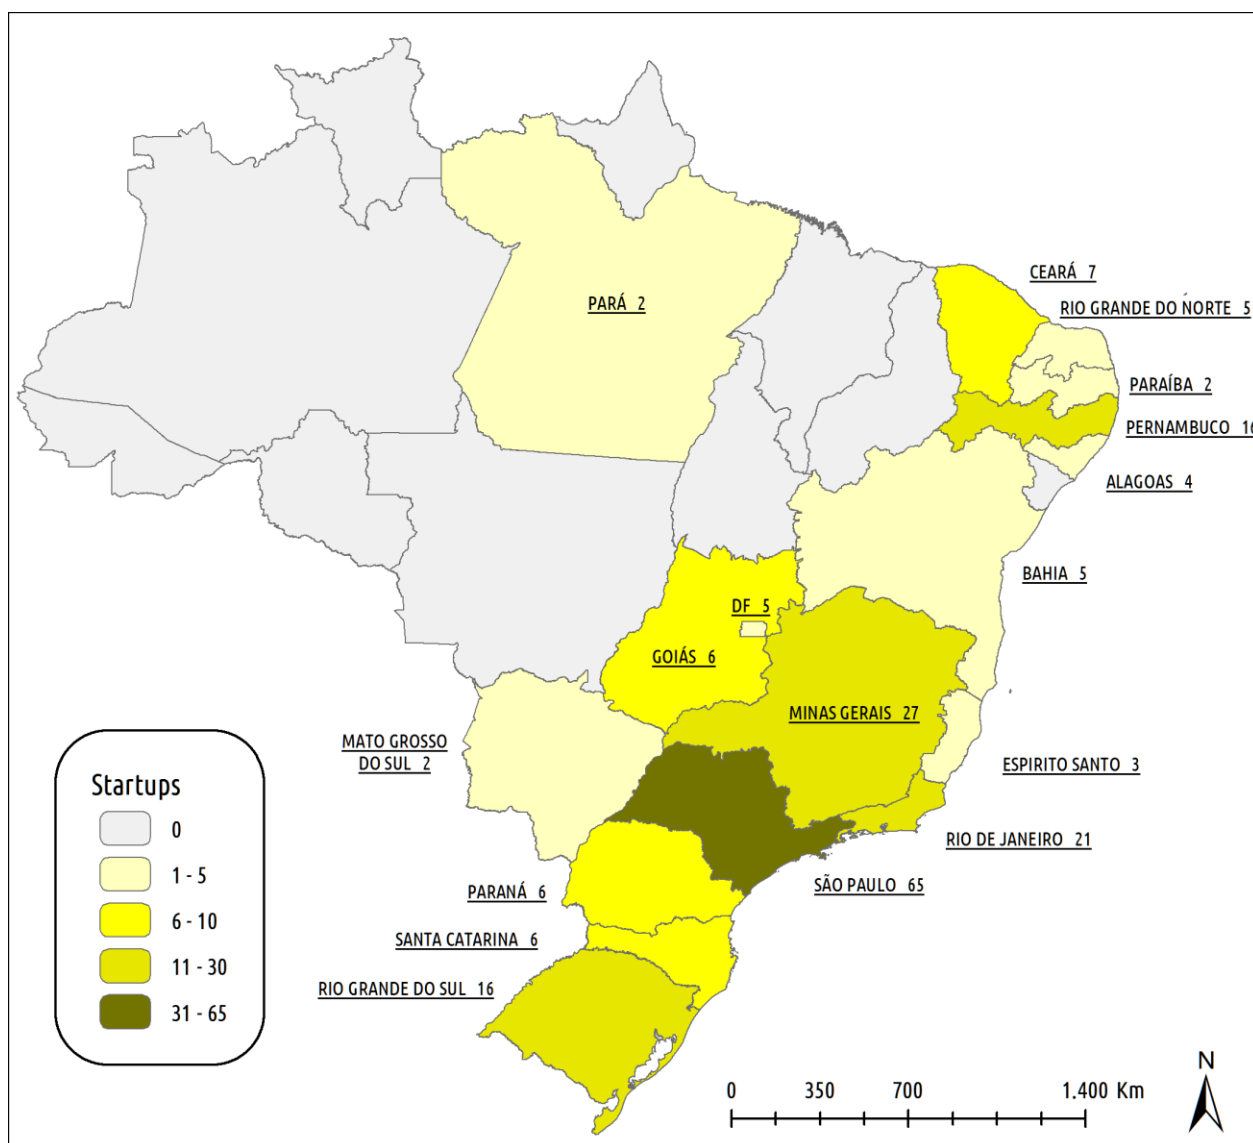 CEARÁ 7
RIO GRANDE DO NORTE 5
PARÁ 2
PARAÍBA 2
PERNAMBUCO 16
ALAGOAS 4
BAHIA 5
DF 5
GOIÁS 6
MINAS GERAIS 27
MATO GROSSO
DO SUL 2
ESPIRITO SANTO 3
RIO DE JANEIRO 21
SÃO PAULO 65
PARANÁ 6
SANTA CATARINA 6
RIO GRANDE DO SUL 16
Startups
0
1 - 5
6 - 10
11 - 30
31 - 65
N
0 350 700 1.400 Km